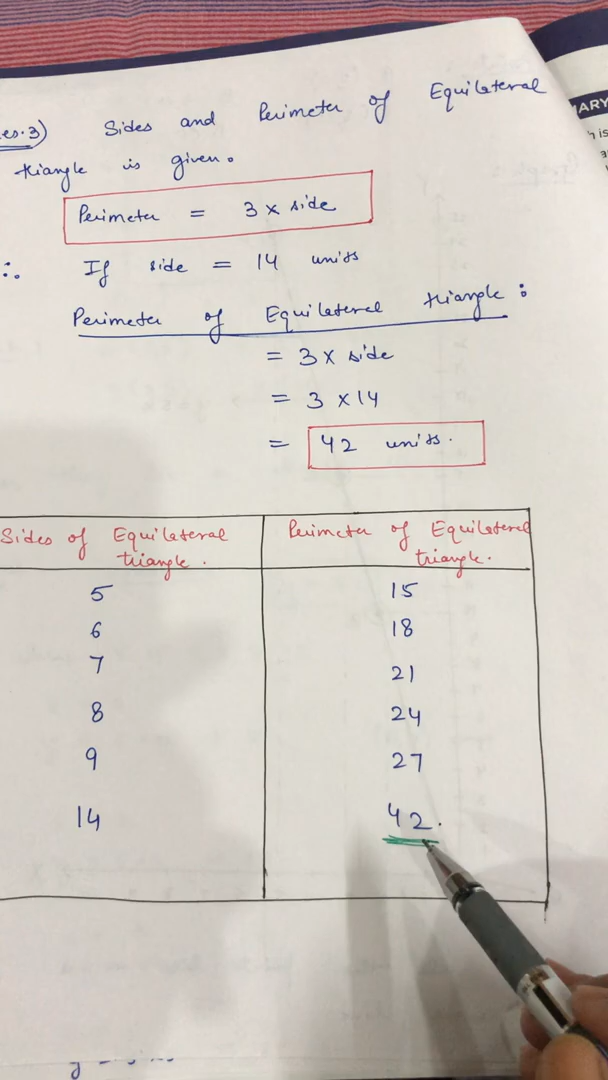 es.3) Sides and Perimeter of Equilateral
triangle is given.
Perimeter = 3 x side
∴ If side = 14 units
Perimeter of Equilateral triangle :
= 3 x side
= 3 x 14
= 42 units.
Sides of Equilateral triangle. Perimeter of Equilateral triangle.
5 15
6 18
7 21
8 24
9 27
14 42.
ARY
is